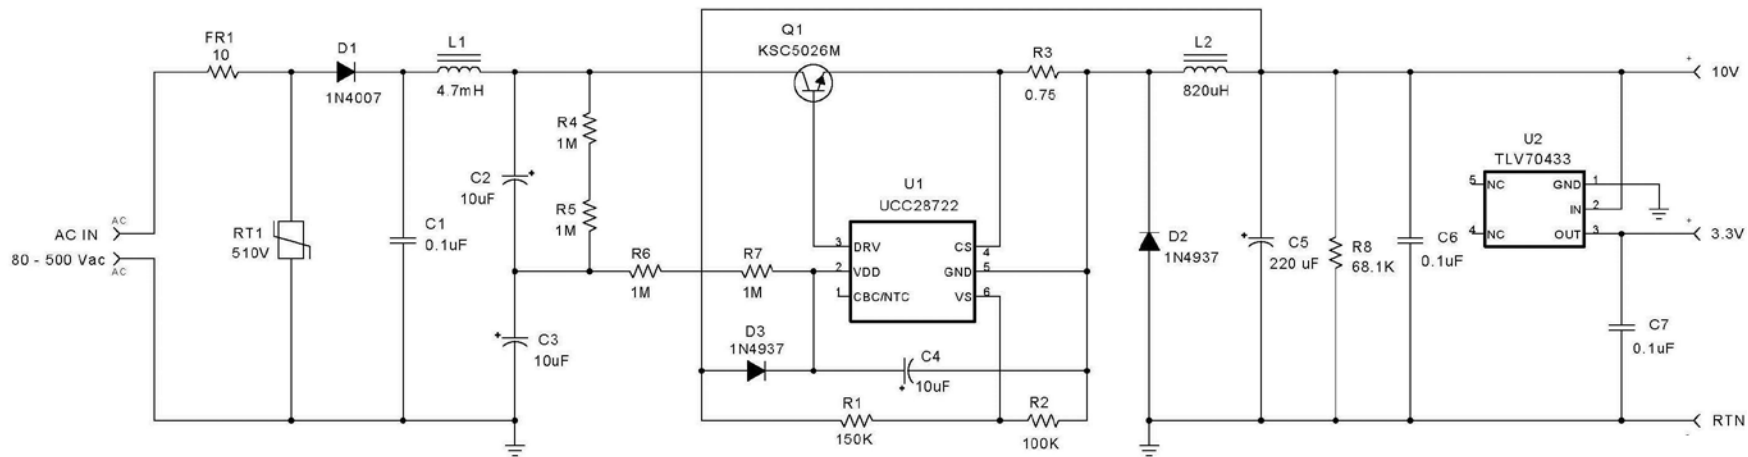 FR1
10
D1
1N4007
L1
4.7mH
Q1
KSC5026M
R3
0.75
L2
820uH
+
10V
R4
1M
C2
+
10uF
R5
1M
U1
UCC28722
U2
TLV70433
5
NC
GND
1
IN
2
4
NC
OUT
3
+
3.3V
AC IN
AC
80 - 500 Vac
AC
RT1
510V
C1
0.1uF
3
DRV
CS
4
2
VDD
GND
5
1
CBC/NTC
VS
6
R6
1M
R7
1M
D2
1N4937
+
C5
220 uF
R8
68.1K
C6
0.1uF
+
C3
10uF
D3
1N4937
C4
+
10uF
C7
0.1uF
R1
150K
R2
100K
RTN
-